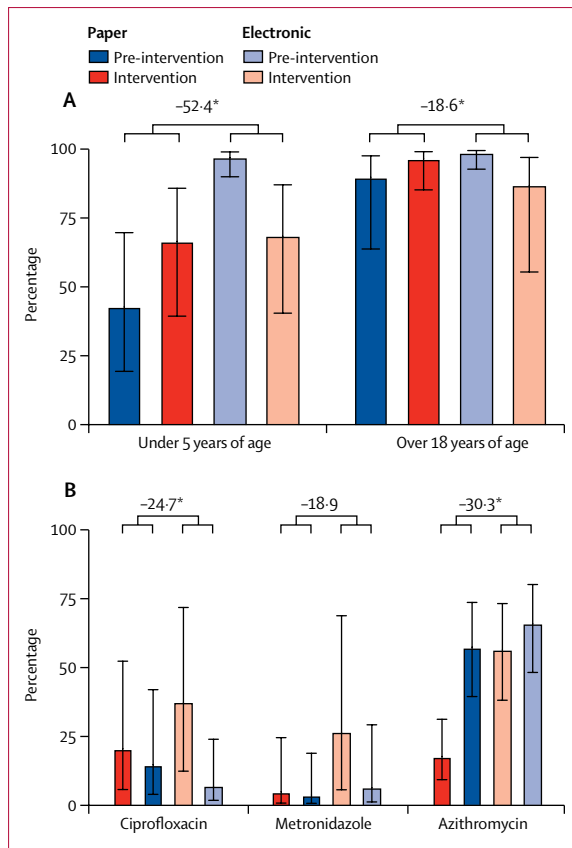 Paper Electronic
Pre-intervention Pre-intervention
Intervention Intervention
A
–52·4* –18·6*
100
75
50
25
0
Percentage
Under 5 years of age Over 18 years of age
B
–24·7* –18·9 –30·3*
100
75
50
25
0
Percentage
Ciprofloxacin Metronidazole Azithromycin